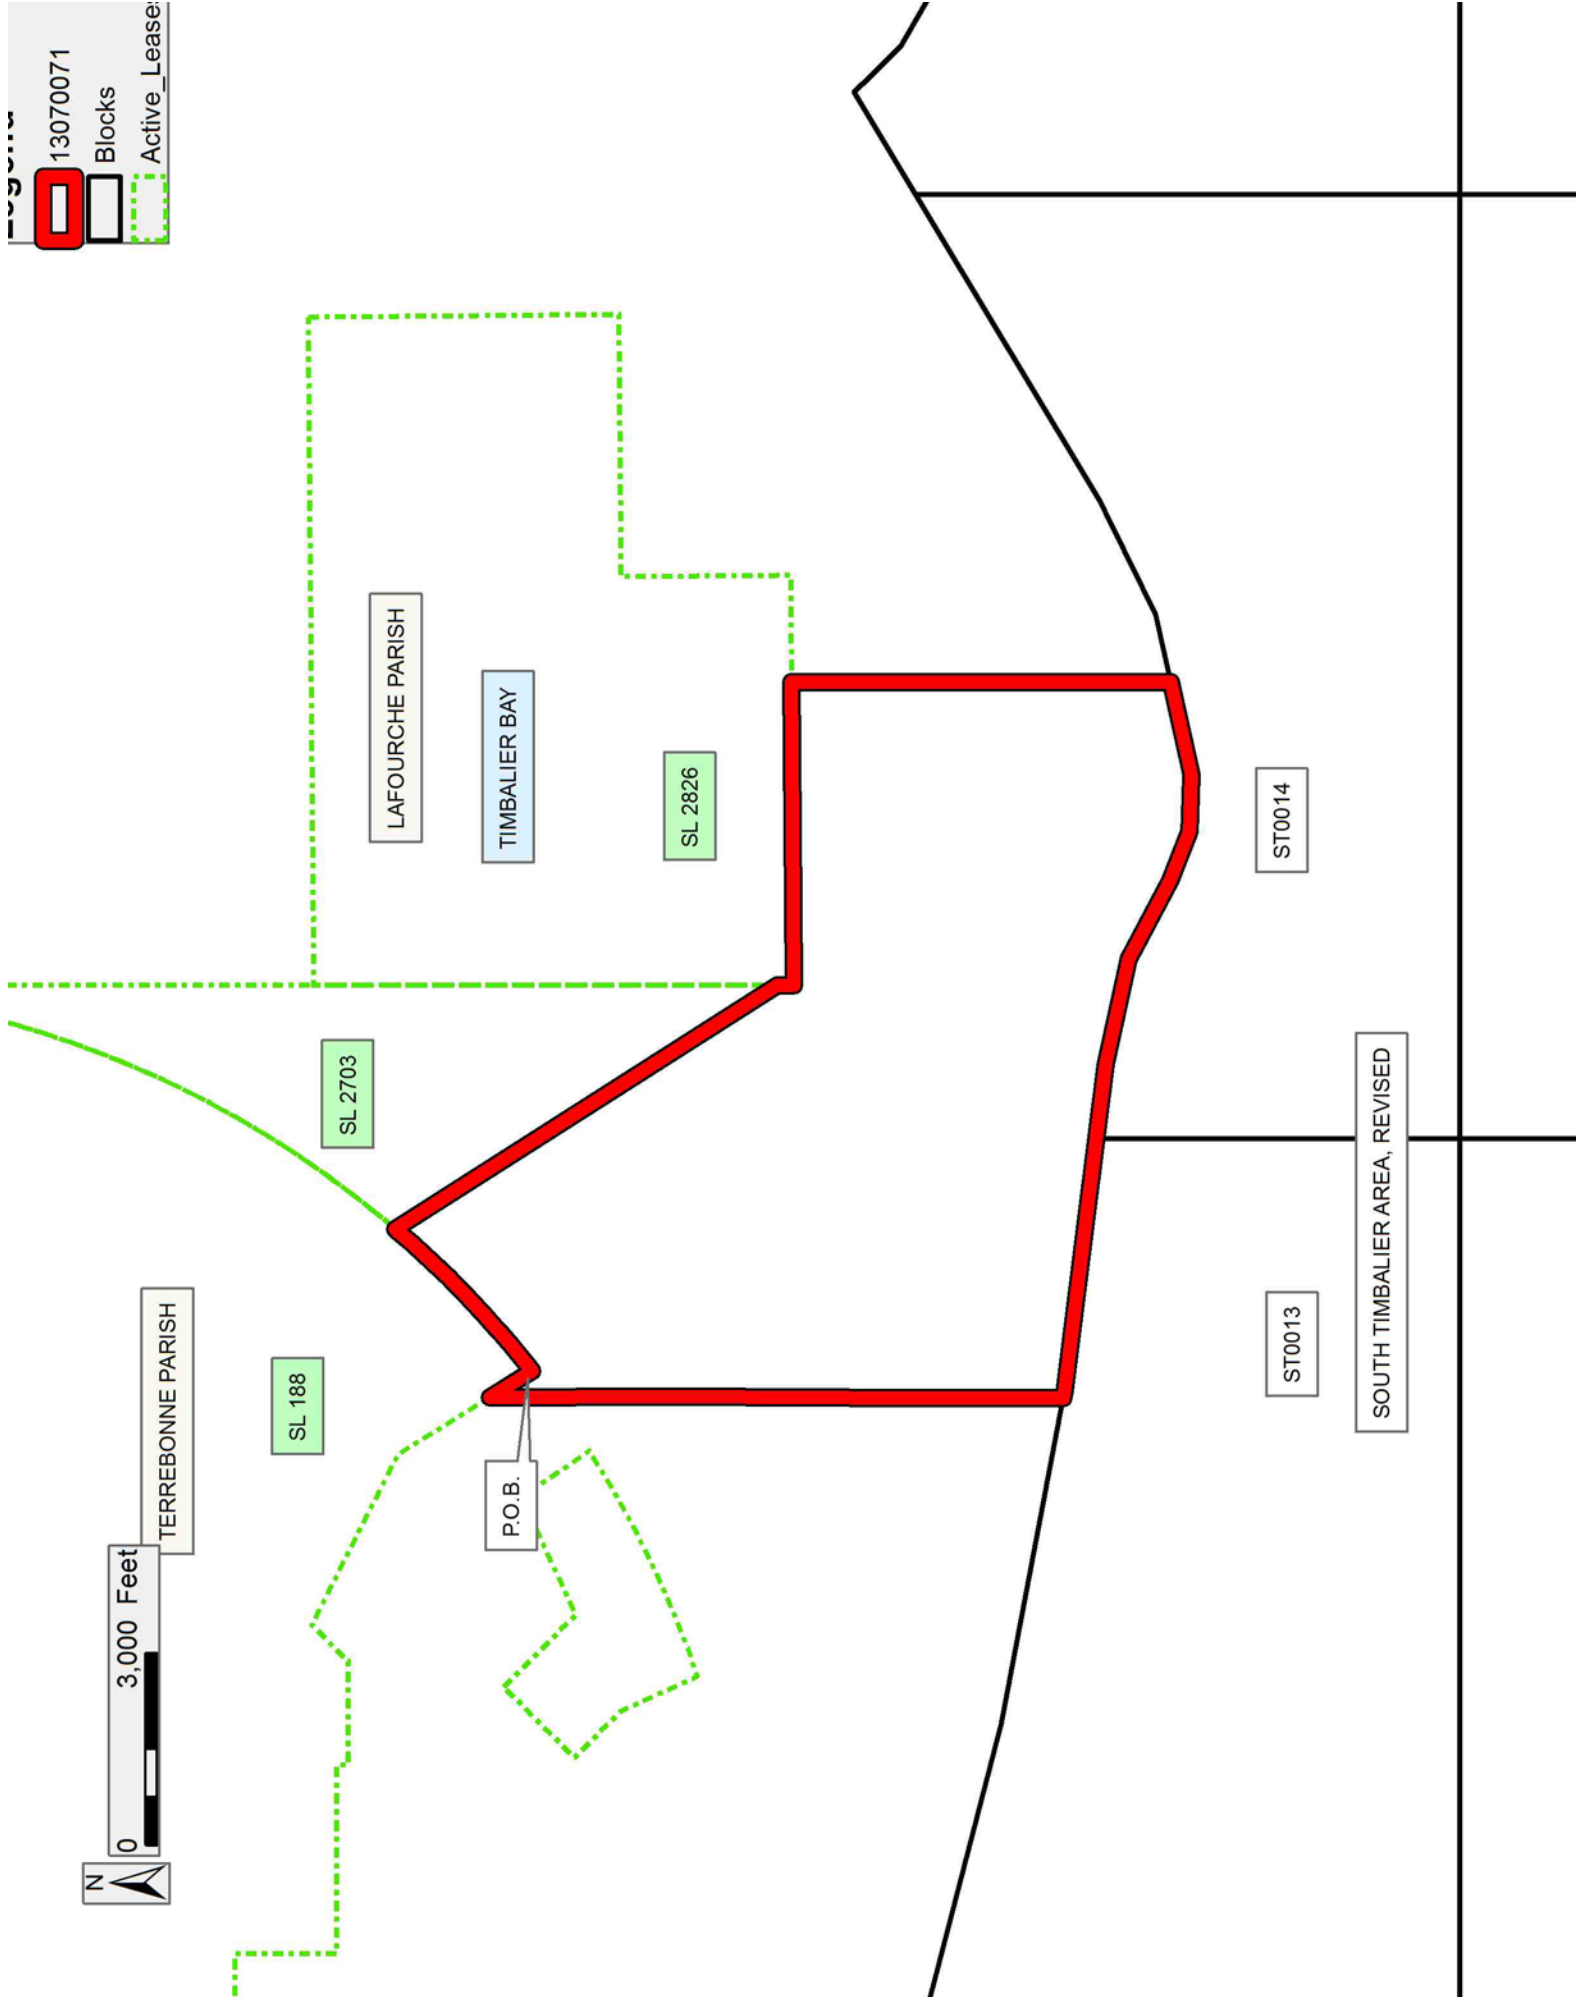 13070071
Blocks
Active_Lease
LAFOURCHE PARISH
TIMBALIER BAY
SL 2826
SL 2703
TERREBONNE PARISH
SL 188
P.O.B.
0 3,000 Feet
N
ST0014
ST0013
SOUTH TIMBALIER AREA, REVISED